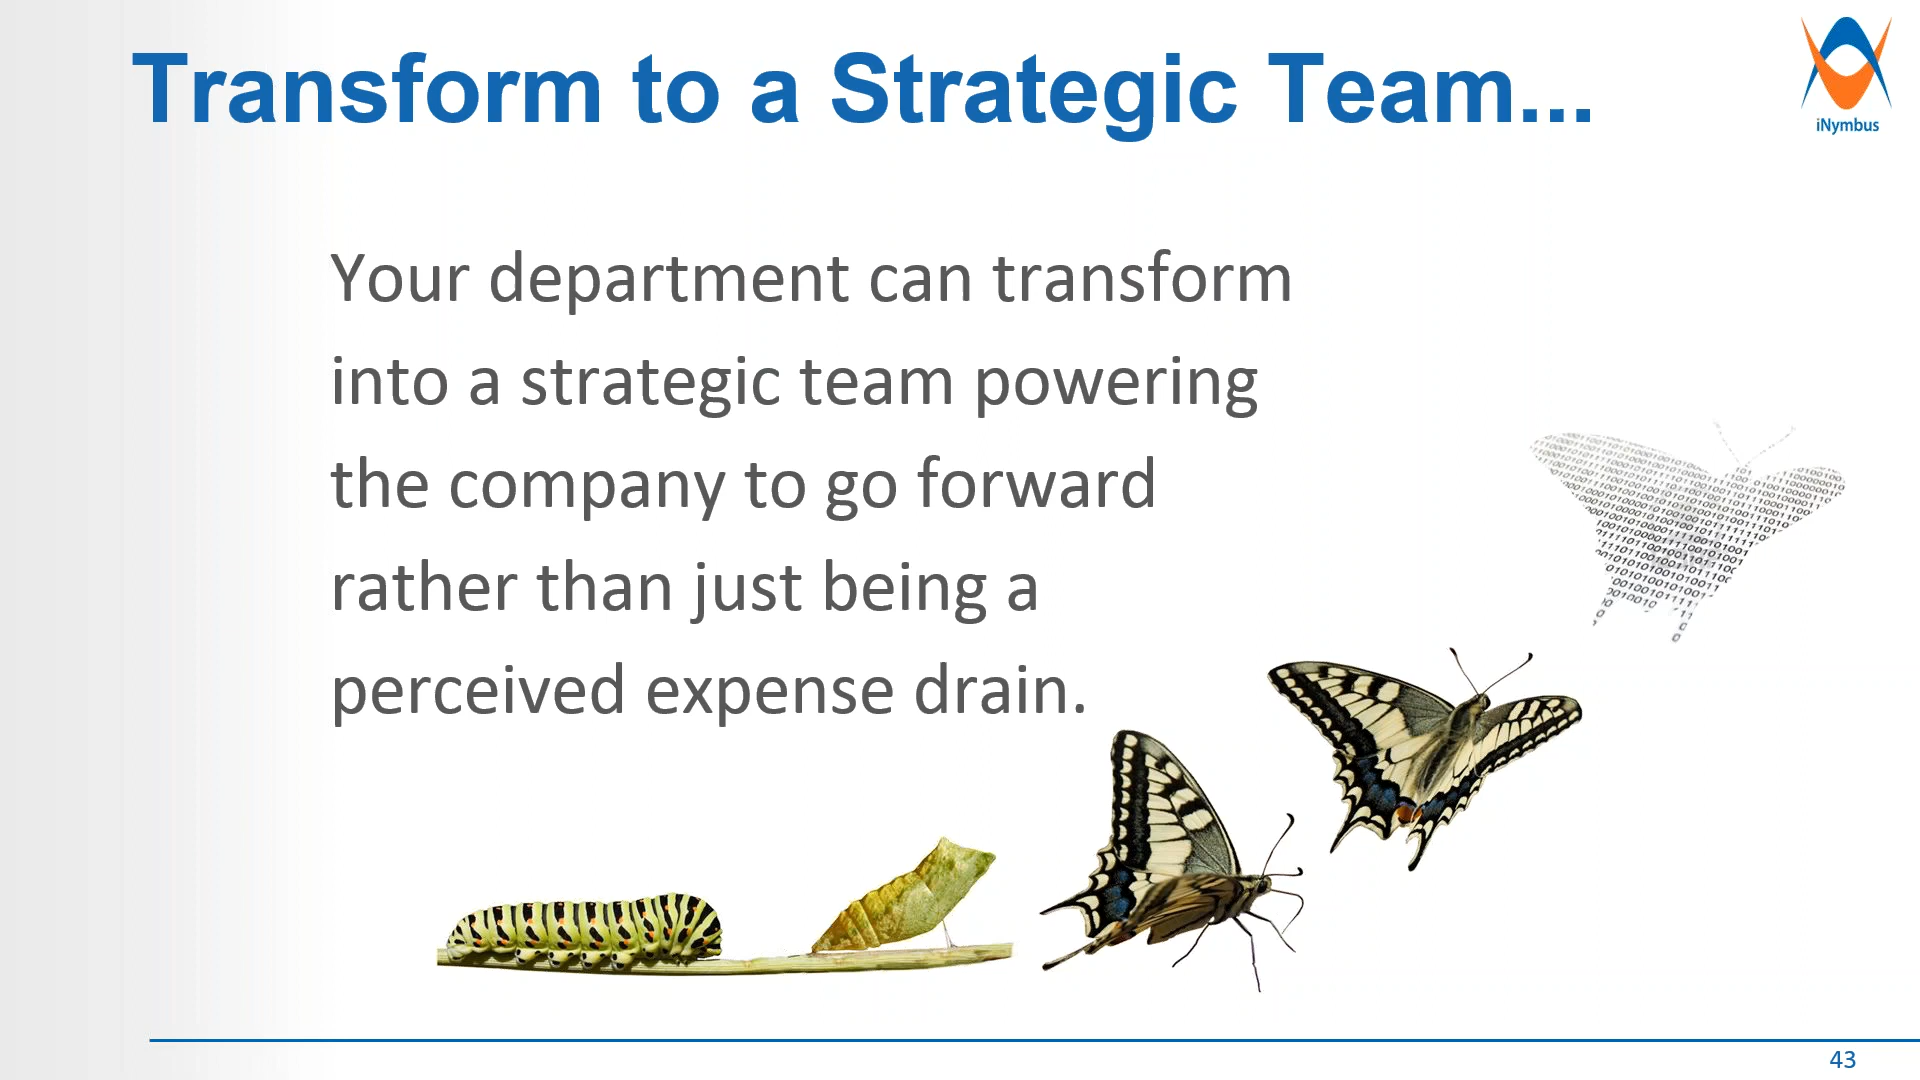 Transform to a Strategic Team...
iNymbus
Your department can transform
into a strategic team powering
the company to go forward
rather than just being a
perceived expense drain.
43